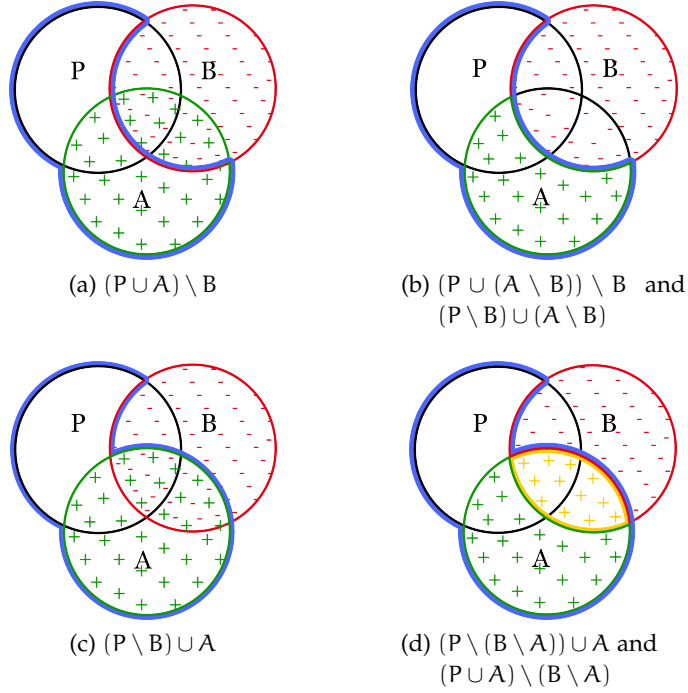 P B
A
(a) (P ∪ A) \ B
P B
A
(b) (P ∪ (A \ B)) \ B and
(P \ B) ∪ (A \ B)
P B
A
(c) (P \ B) ∪ A
P B
A
(d) (P \ (B \ A)) ∪ A and
(P ∪ A) \ (B \ A)